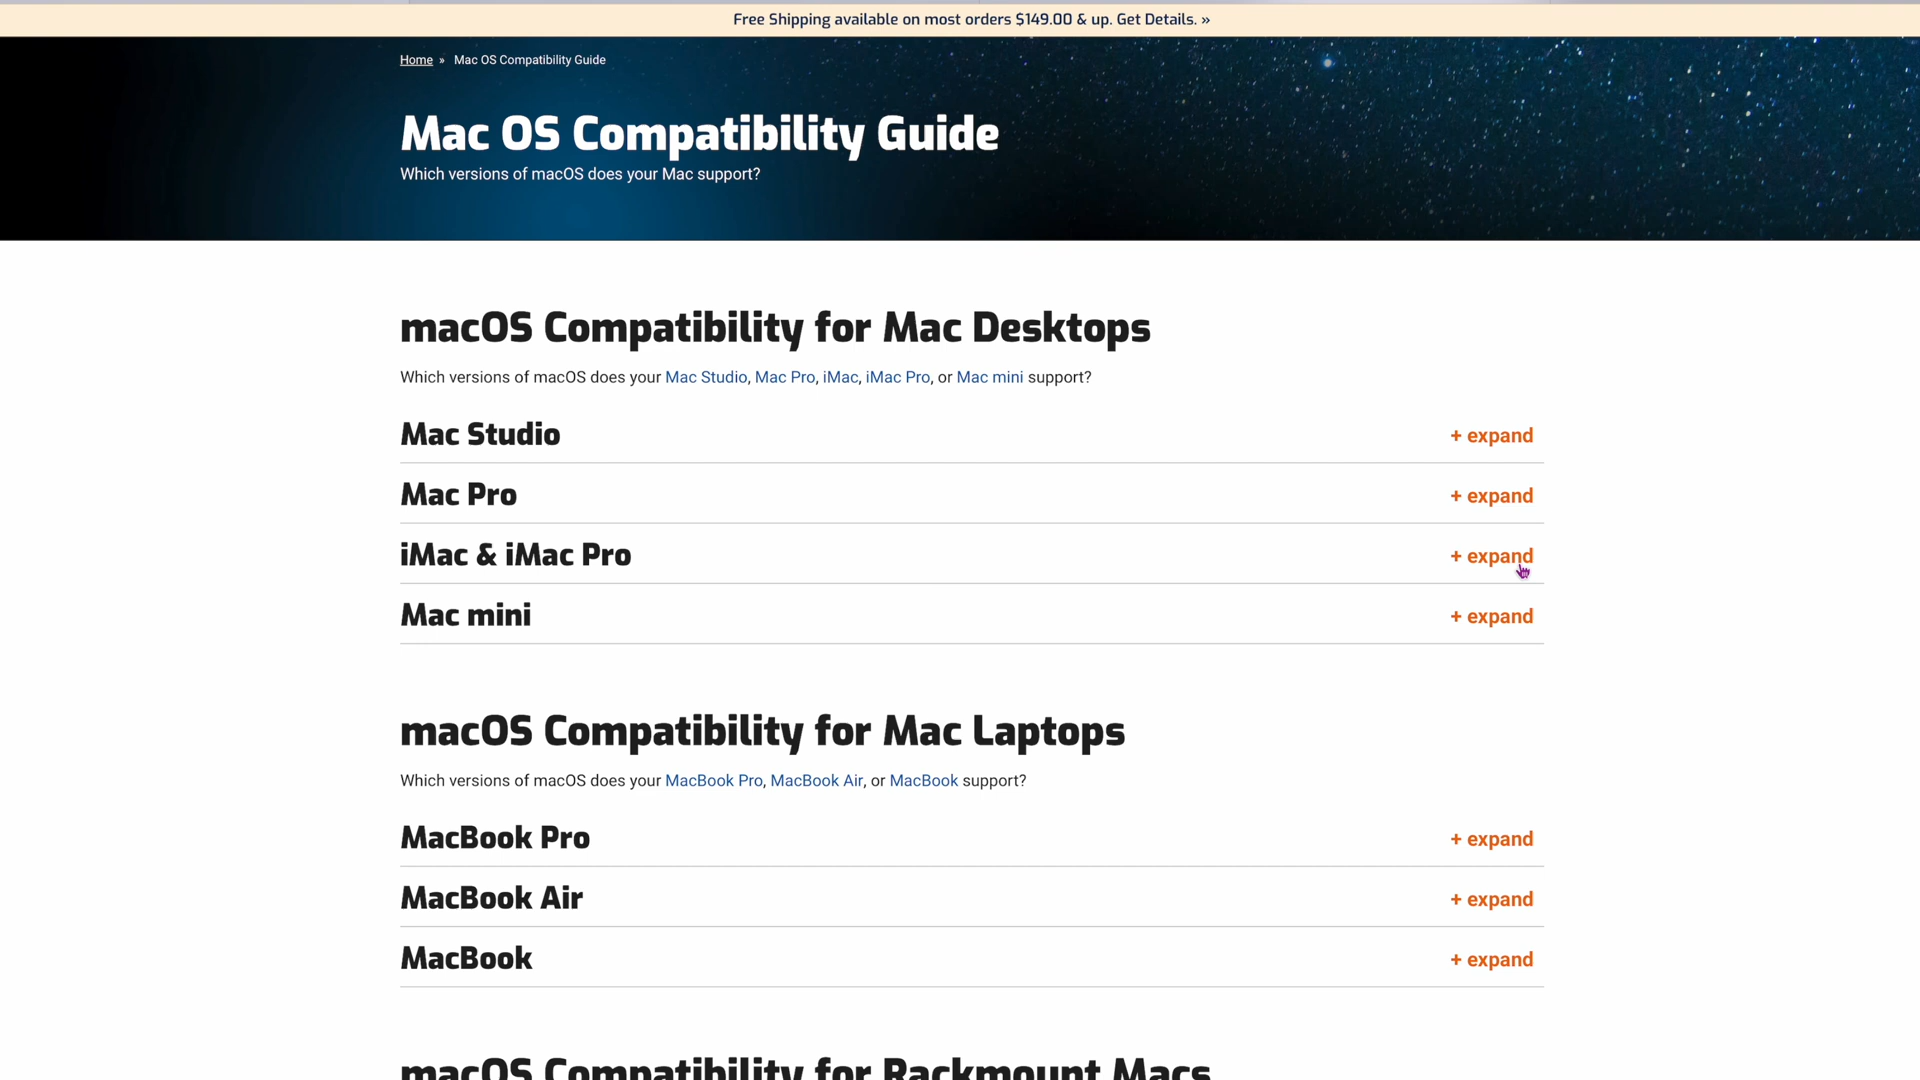 Free Shipping available on most orders $149.00 & up. Get Details. »
Home » Mac OS Compatibility Guide
Mac OS Compatibility Guide
Which versions of macOS does your Mac support?
macOS Compatibility for Mac Desktops
Which versions of macOS does your Mac Studio, Mac Pro, iMac, iMac Pro, or Mac mini support?
Mac Studio + expand
Mac Pro + expand
iMac & iMac Pro + expand
Mac mini + expand
macOS Compatibility for Mac Laptops
Which versions of macOS does your MacBook Pro, MacBook Air, or MacBook support?
MacBook Pro + expand
MacBook Air + expand
MacBook + expand
macOS Compatibility for Rackmount Macs